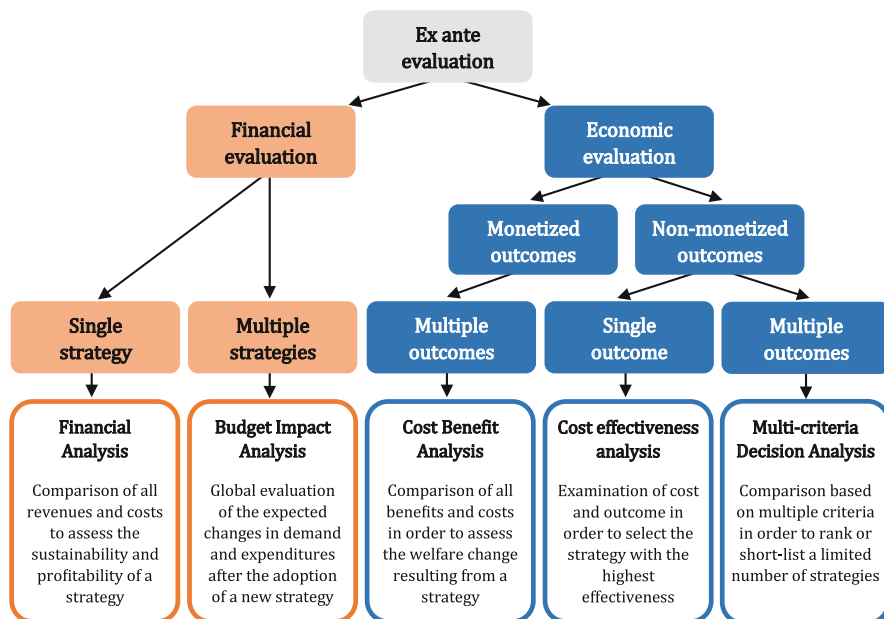 Ex ante
evaluation
Financial
evaluation
Economic
evaluation
Monetized
outcomes
Non-monetized
outcomes
Single
strategy
Multiple
strategies
Multiple
outcomes
Single
outcome
Multiple
outcomes
Financial
Analysis
Comparison of all
revenues and costs
to assess the
sustainability and
profitability of a
strategy
Budget Impact
Analysis
Global evaluation
of the expected
changes in demand
and expenditures
after the adoption
of a new strategy
Cost Benefit
Analysis
Comparison of all
benefits and costs
in order to assess
the welfare change
resulting from a
strategy
Cost effectiveness
analysis
Examination of cost
and outcome in
order to select the
strategy with the
highest
effectiveness
Multi-criteria
Decision Analysis
Comparison based
on multiple criteria
in order to rank or
short-list a limited
number of strategies